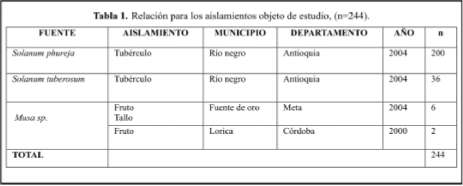 Tabla 1. Relación para los aislamientos objeto de estudio, (n=244).
FUENTE AISLAMIENTO MUNICIPIO DEPARTAMENTO AÑO n
Solanum phureja Tubérculo Río negro Antioquia 2004 200
Solanum tuberosum Tubérculo Río negro Antioquia 2004 36
Musa sp. Fruto Fuente de oro Meta 2004 6
Tallo
Fruto Lorica Córdoba 2000 2
TOTAL 244